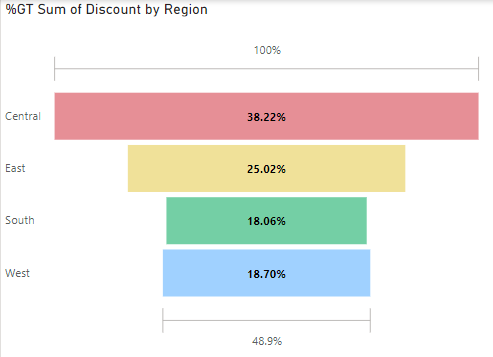 %GT Sum of Discount by Region
100%
Central 38.22%
East 25.02%
South 18.06%
West 18.70%
48.9%